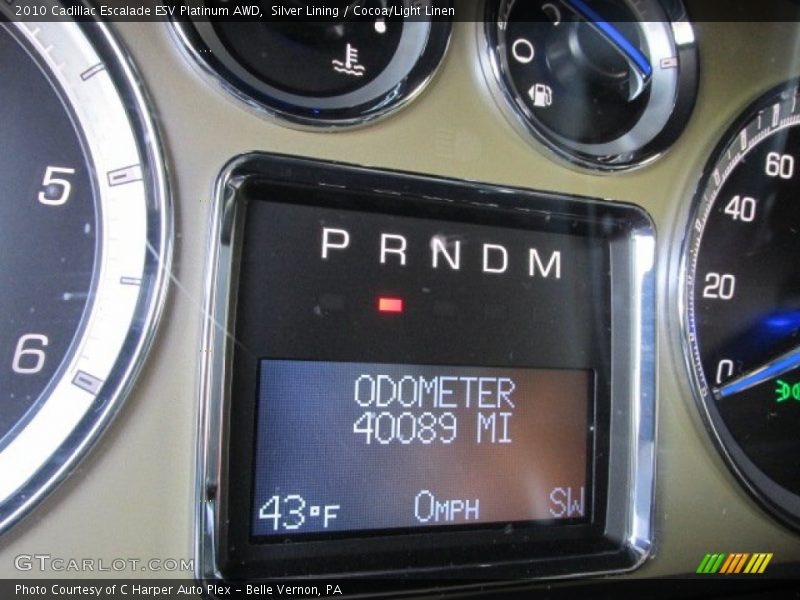 2010 Cadillac Escalade ESV Platinum AWD, Silver Lining / Cocoa/Light Linen
5
6
60
40
20
0
P R N D M
ODOMETER
40089 MI
43°F 0MPH SW
GTCARLOT.COM
Photo Courtesy of C Harper Auto Plex - Belle Vernon, PA